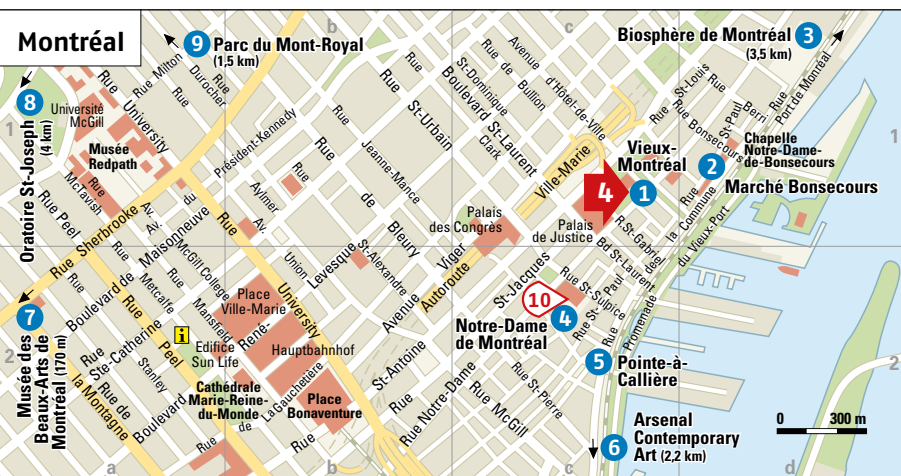 Montréal
a
b
c
d
1
1
2
2
9
Parc du Mont-Royal
(1,5 km)
Biosphère de Montréal
(3,5 km)
3
8
Oratoire St-Joseph
(4 km)
Université
McGill
Musée
Redpath
Rue
McTavish
Rue Milton
Rue
Durocher
Rue
University
Rue Peel
Rue Sherbrooke
Av.
du
Président-Kennedy
Rue
Aylmer
Av.
Union
Rue
Jeanne-Mance
Rue
St-Urbain
Rue
de
Bleury
Rue
St-Dominique
Boulevard St-Laurent
Clark
Rue
de
Bullion
Avenue
d'Hôtel-de-Ville
Ville-Marie
Rue
St-Louis
Rue Bonsecours
St-Paul
Rue
Berri
Rue
Port de Montréal
Vieux-
Montréal
4
1
2
Chapelle
Notre-Dame-
de-Bonsecours
Marché Bonsecours
Palais
des Congrès
Palais
de Justice
R.St-Gabriel
Bd St-Laurent
Rue
la Commune
des
du Vieux-Port
Promenade
Boulevard de Maisonneuve
Av.
McGill College
Rue
Metcalfe
Rue
Mansfield
Place
Ville-Marie
Boulevard
René-
Levesque
St-Alexandre
Avenue
Viger
Autoroute
St-Jacques
Rue St-Sulpice
Rue St-Paul
Rue
10
4
Notre-Dame
de Montréal
7
Musée des
Beaux-Arts de
Montréal (170 m)
Rue
Ste-Catherine
Stanley
Peel
Rue de
la Montagne
Edifice
Sun Life
Hauptbahnhof
Rue
University
Cathédrale
Marie-Reine-
du-Monde
Rue
de
La Gauchetière
Place
Bonaventure
Rue
St-Antoine
Rue Notre-Dame
Rue McGill
Rue St-Pierre
5
Pointe-à-
Callière
6
Arsenal
Contemporary
Art (2,2 km)
0
300 m